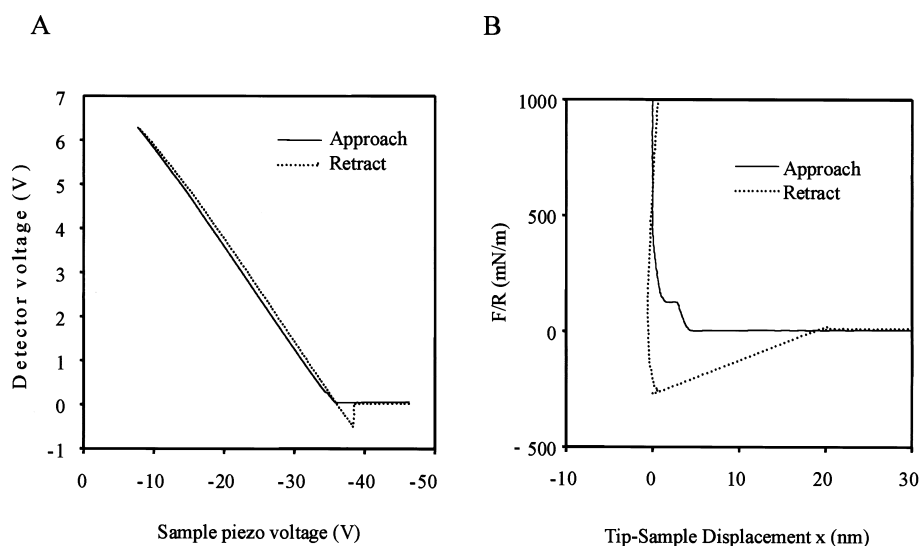 A
Detector voltage (V)
7
6
5
4
3
2
1
0
-1
0
-10
-20
-30
-40
-50
Approach
Retract
Sample piezo voltage (V)
B
F/R (mN/m)
1000
500
0
- 500
-10
0
10
20
30
Approach
Retract
Tip-Sample Displacement x (nm)